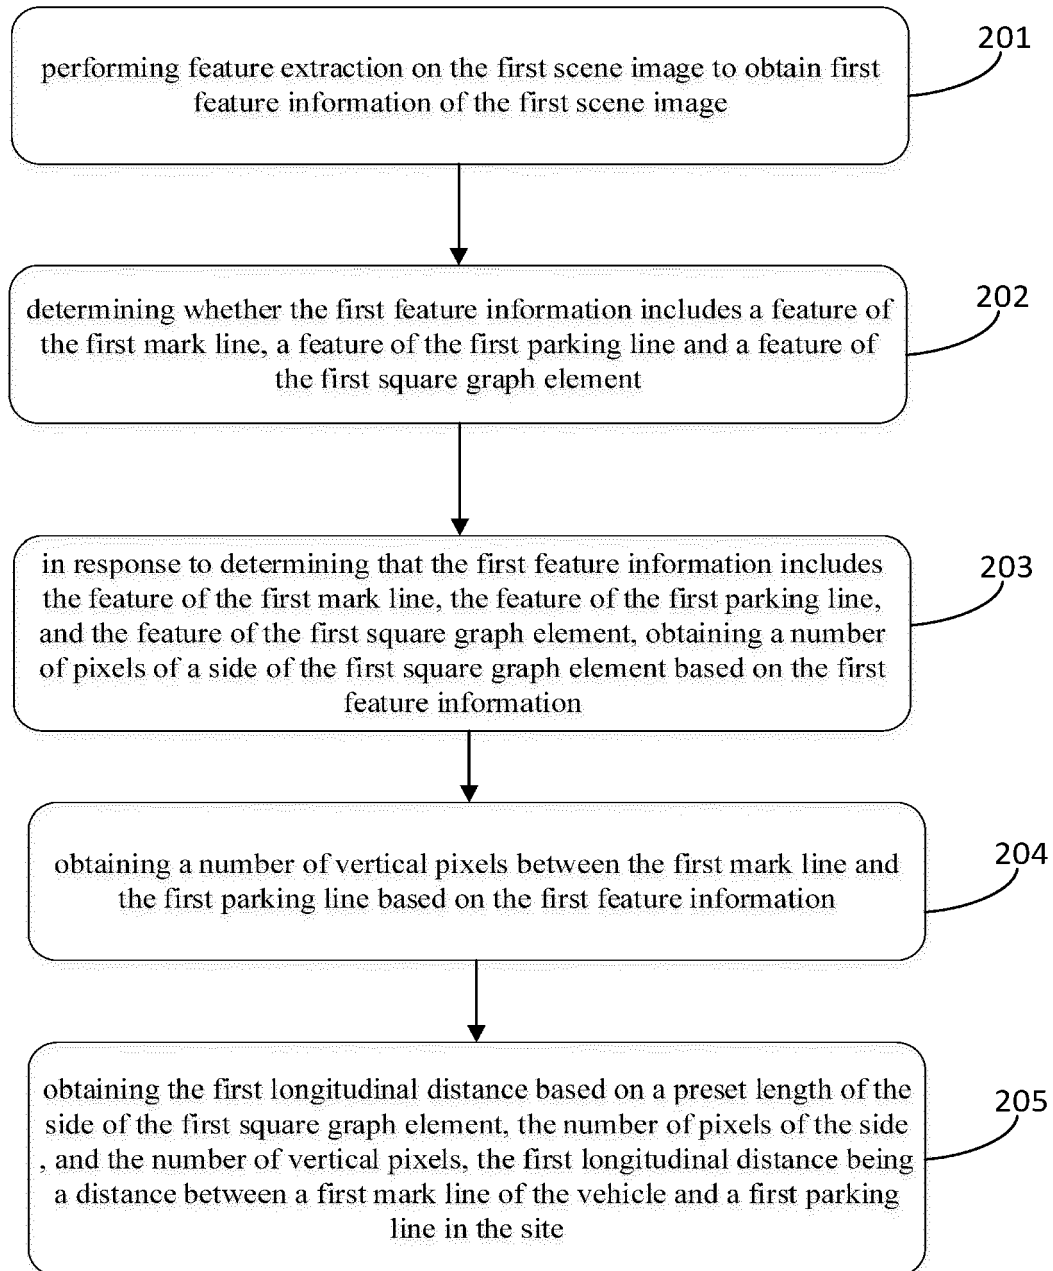 201
performing feature extraction on the first scene image to obtain first
feature information of the first scene image
202
determining whether the first feature information includes a feature of
the first mark line, a feature of the first parking line and a feature of
the first square graph element
203
in response to determining that the first feature information includes
the feature of the first mark line, the feature of the first parking line,
and the feature of the first square graph element, obtaining a number
of pixels of a side of the first square graph element based on the first
feature information
204
obtaining a number of vertical pixels between the first mark line and
the first parking line based on the first feature information
205
obtaining the first longitudinal distance based on a preset length of the
side of the first square graph element, the number of pixels of the side
, and the number of vertical pixels, the first longitudinal distance being
a distance between a first mark line of the vehicle and a first parking
line in the site